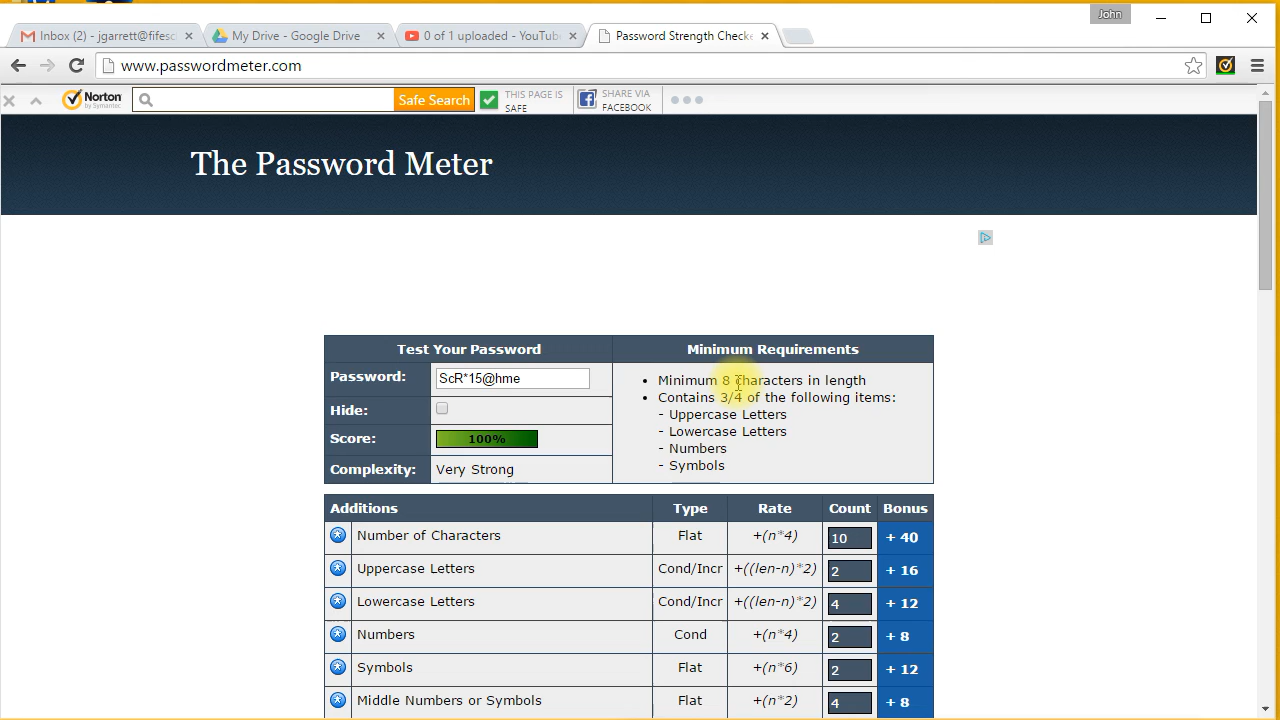 John
Inbox (2) - jgarrett@fifesci
My Drive - Google Drive
0 of 1 uploaded - YouTube
Password Strength Checke
www.passwordmeter.com
Norton
by Symantec
Safe Search
THIS PAGE IS
SAFE
SHARE VIA
FACEBOOK
The Password Meter
Test Your Password
Minimum Requirements
Password:
ScR*15@hme
Hide:
Score:
100%
Complexity:
Very Strong
• Minimum 8 characters in length
• Contains 3/4 of the following items:
- Uppercase Letters
- Lowercase Letters
- Numbers
- Symbols
Additions Type Rate Count Bonus
Number of Characters Flat +(n*4) 10 + 40
Uppercase Letters Cond/Incr +((len-n)*2) 2 + 16
Lowercase Letters Cond/Incr +((len-n)*2) 4 + 12
Numbers Cond +(n*4) 2 + 8
Symbols Flat +(n*6) 2 + 12
Middle Numbers or Symbols Flat +(n*2) 4 + 8